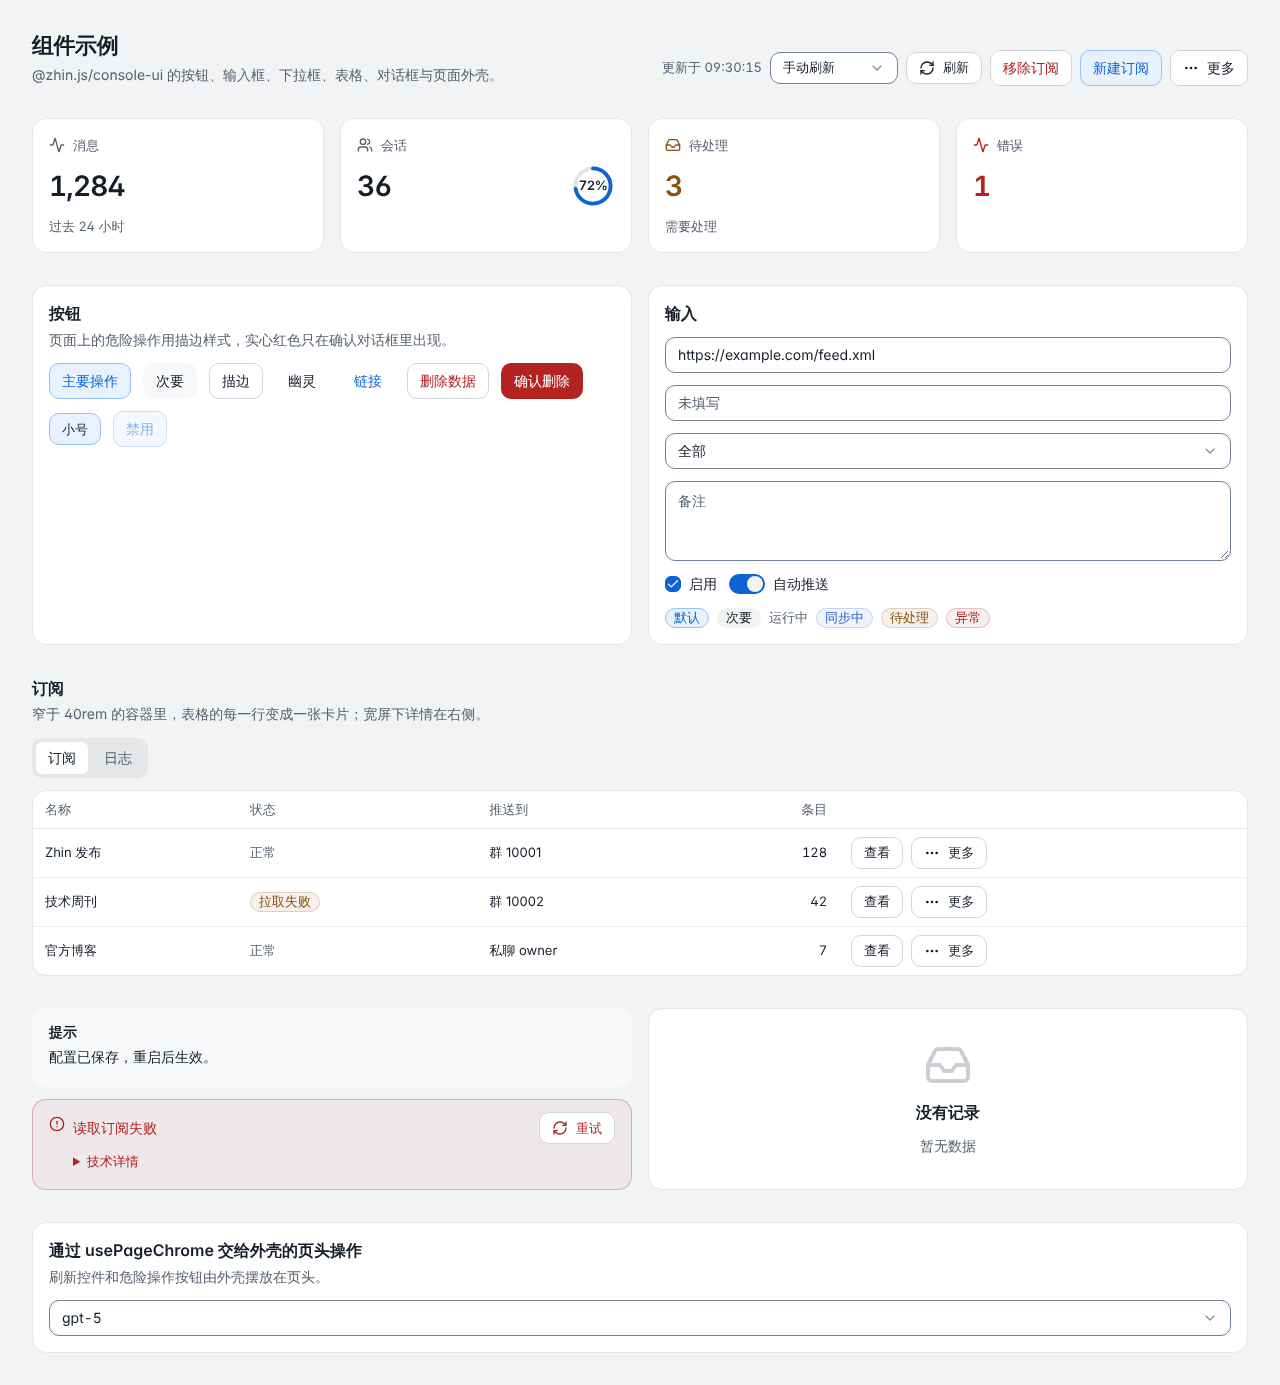 组件示例
@zhin.js/console-ui 的按钮、输入框、下拉框、表格、对话框与页面外壳。
更新于 09:30:15 手动刷新 刷新 移除订阅 新建订阅 更多
消息
1,284
过去 24 小时
会话
36
72%
待处理
3
需要处理
错误
1
按钮
页面上的危险操作用描边样式，实心红色只在确认对话框里出现。
主要操作 次要 描边 幽灵 链接 删除数据 确认删除
小号 禁用
输入
https://example.com/feed.xml
未填写
全部
备注
启用 自动推送
默认 次要 运行中 同步中 待处理 异常
订阅
窄于 40rem 的容器里，表格的每一行变成一张卡片；宽屏下详情在右侧。
订阅 日志
名称 状态 推送到 条目
Zhin 发布 正常 群 10001 128 查看 更多
技术周刊 拉取失败 群 10002 42 查看 更多
官方博客 正常 私聊 owner 7 查看 更多
提示
配置已保存，重启后生效。
读取订阅失败 重试
技术详情
没有记录
暂无数据
通过 usePageChrome 交给外壳的页头操作
刷新控件和危险操作按钮由外壳摆放在页头。
gpt-5